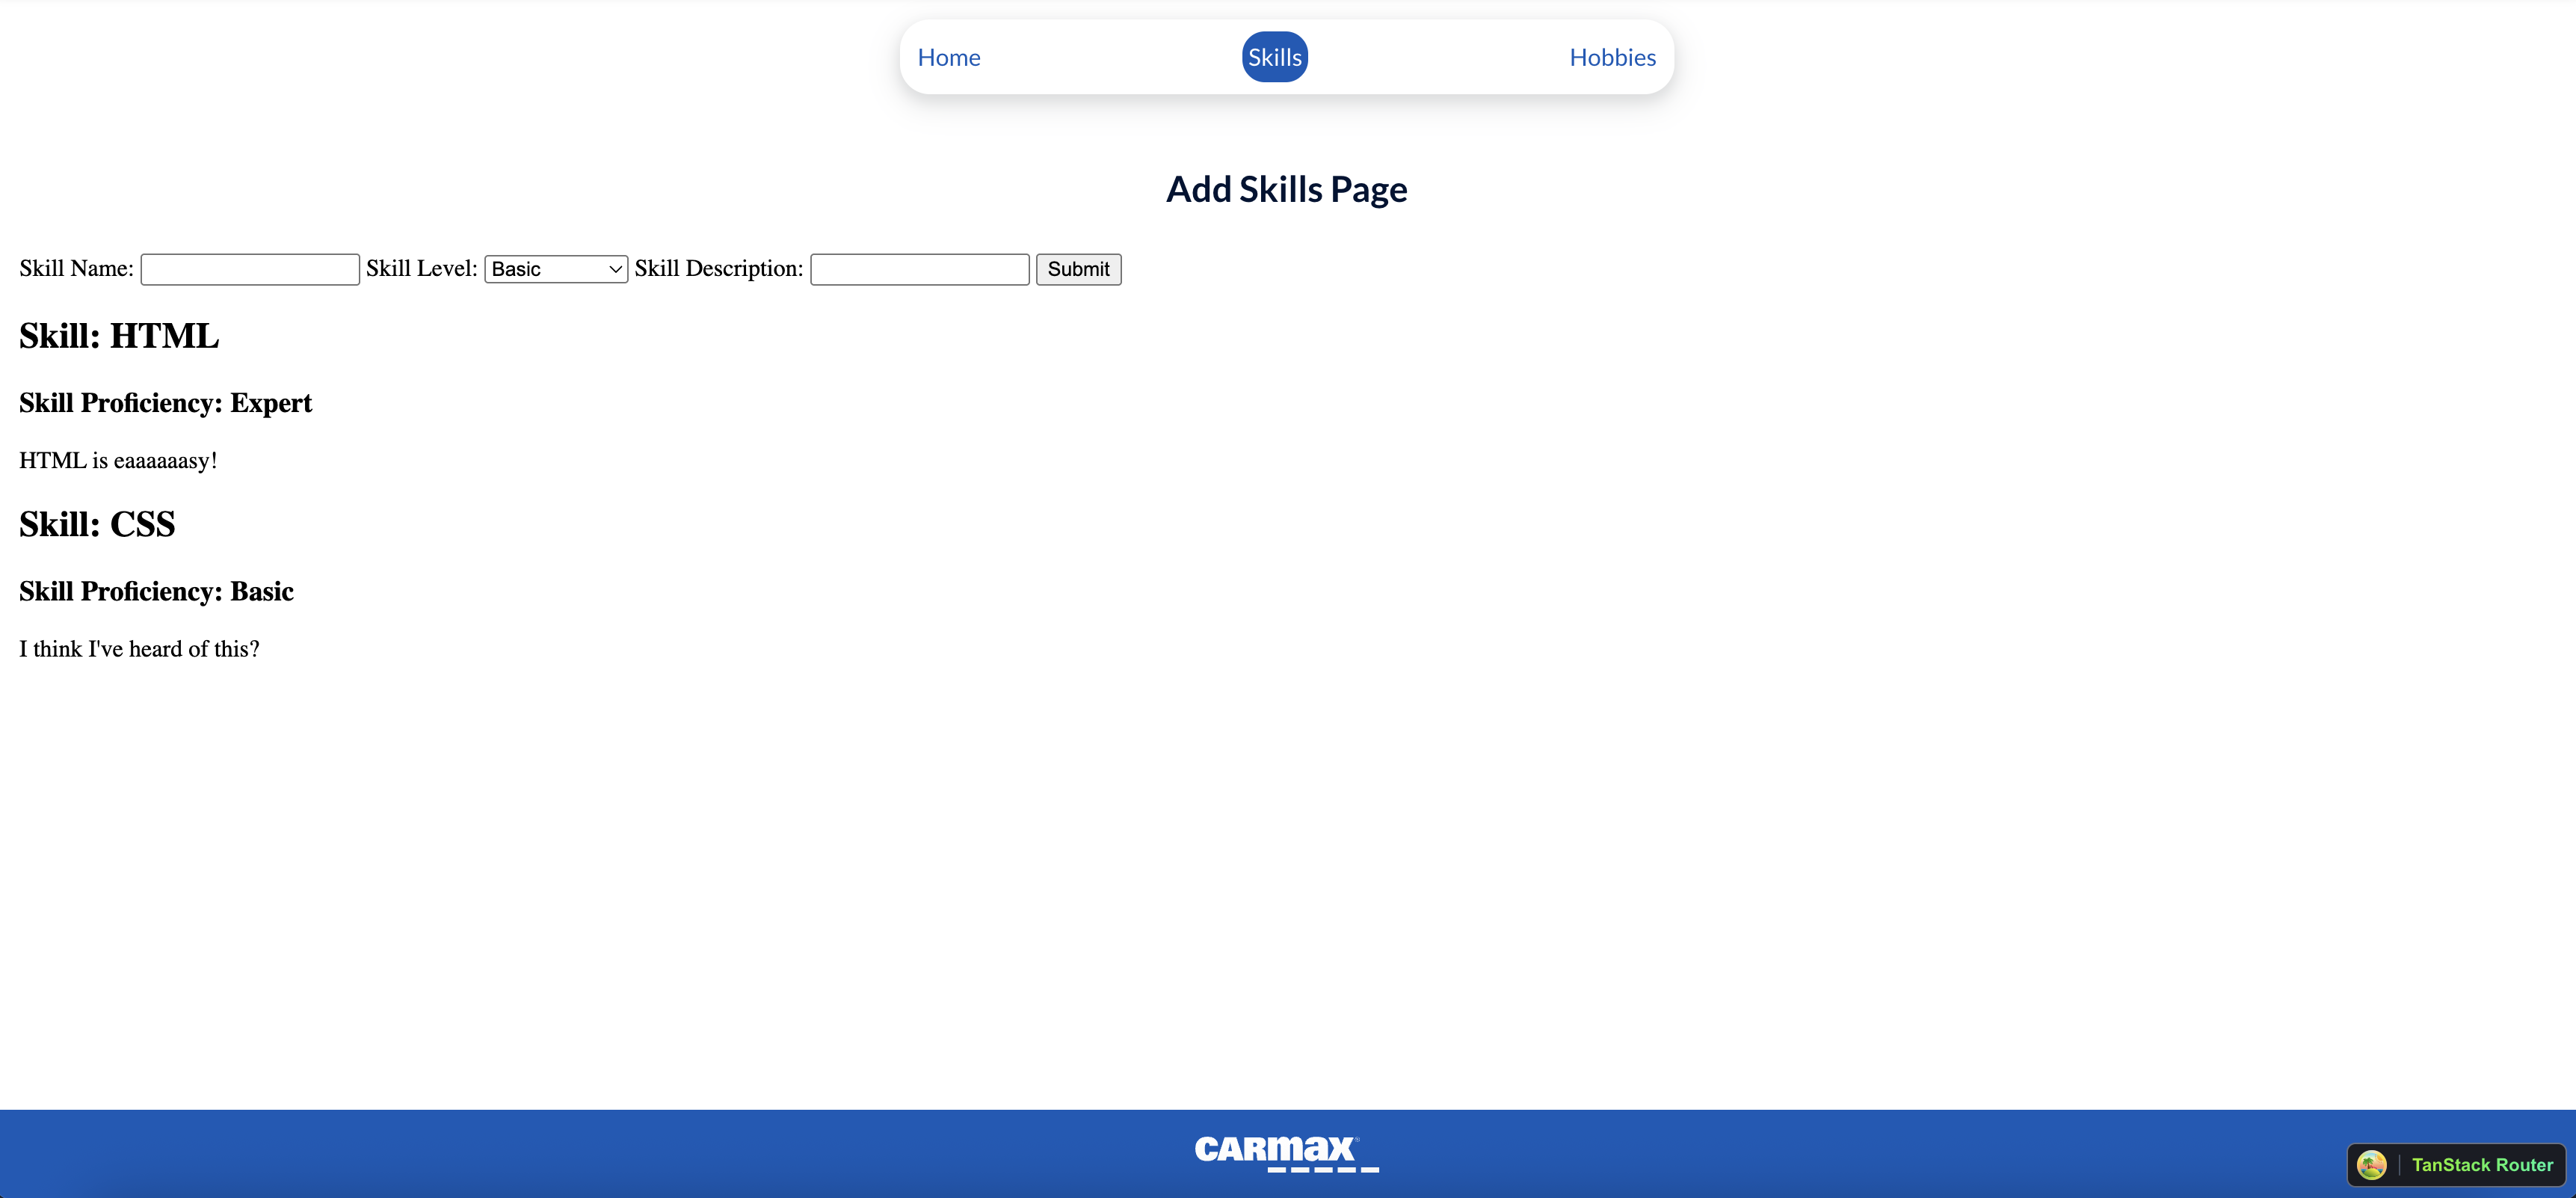 Home Skills Hobbies
Add Skills Page
Skill Name: Skill Level: Basic Skill Description: Submit
Skill: HTML
Skill Proficiency: Expert
HTML is eaaaaaasy!
Skill: CSS
Skill Proficiency: Basic
I think I've heard of this?
CARMAX®
TanStack Router